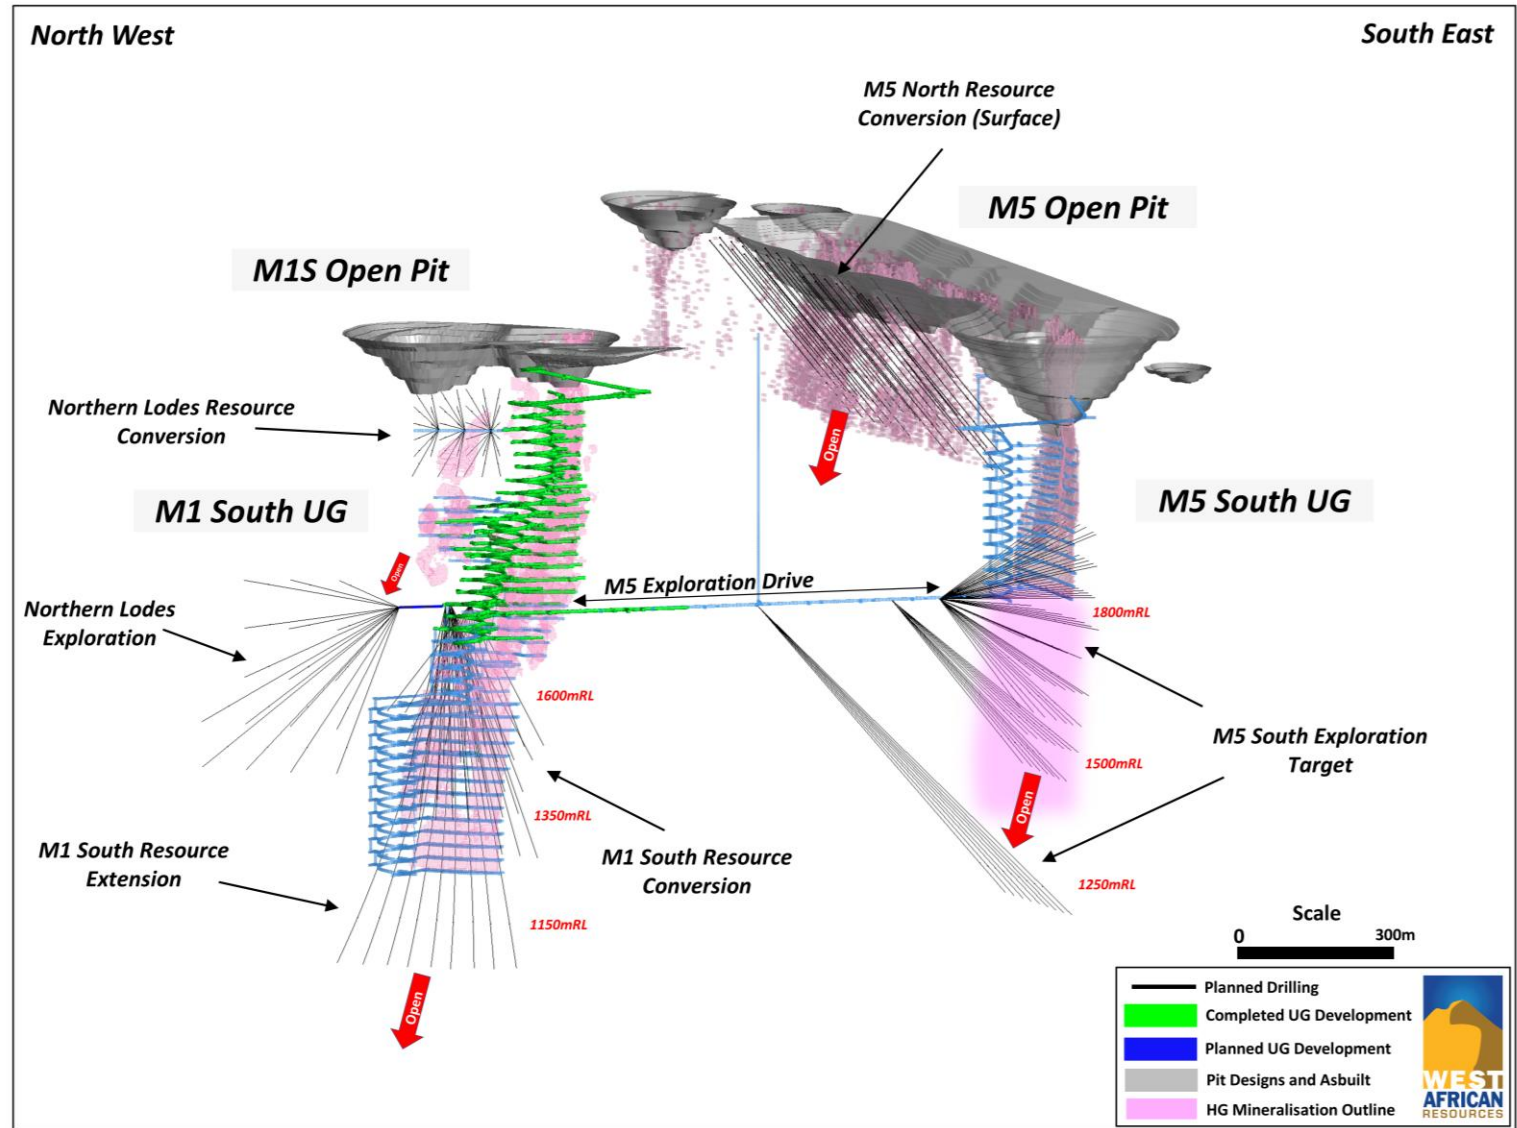 North West
South East
M5 North Resource
Conversion (Surface)
M5 Open Pit
M1S Open Pit
Northern Lodes Resource
Conversion
Open
M1 South UG
M5 South UG
Open
M5 Exploration Drive
Northern Lodes
Exploration
1800mRL
1600mRL
M5 South Exploration
Target
1500mRL
Open
1350mRL
M1 South Resource
Extension
M1 South Resource
Conversion
1250mRL
1150mRL
Open
Scale
0 300m
Planned Drilling
Completed UG Development
Planned UG Development
Pit Designs and Asbuilt
HG Mineralisation Outline
WEST
AFRICAN
RESOURCES